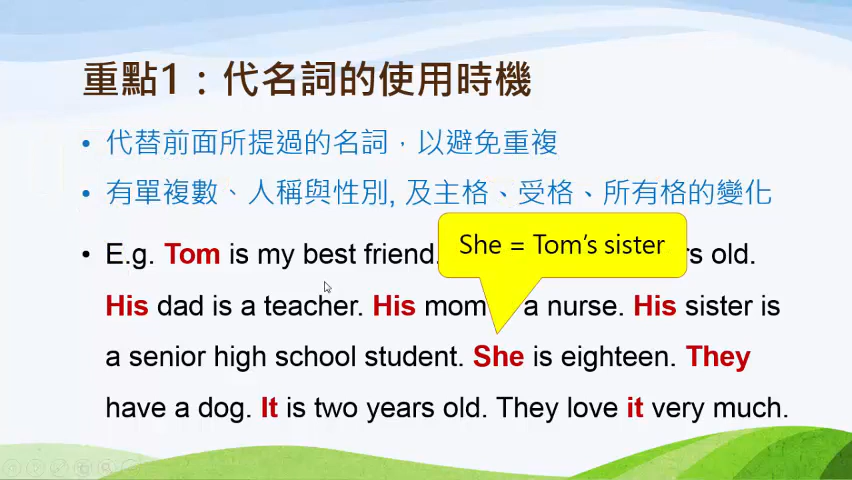 重點1：代名詞的使用時機
• 代替前面所提過的名詞，以避免重複
• 有單複數、人稱與性別, 及主格、受格、所有格的變化
She = Tom's sister
• E.g. Tom is my best friend. old.
His dad is a teacher. His mom a nurse. His sister is
a senior high school student. She is eighteen. They
have a dog. It is two years old. They love it very much.